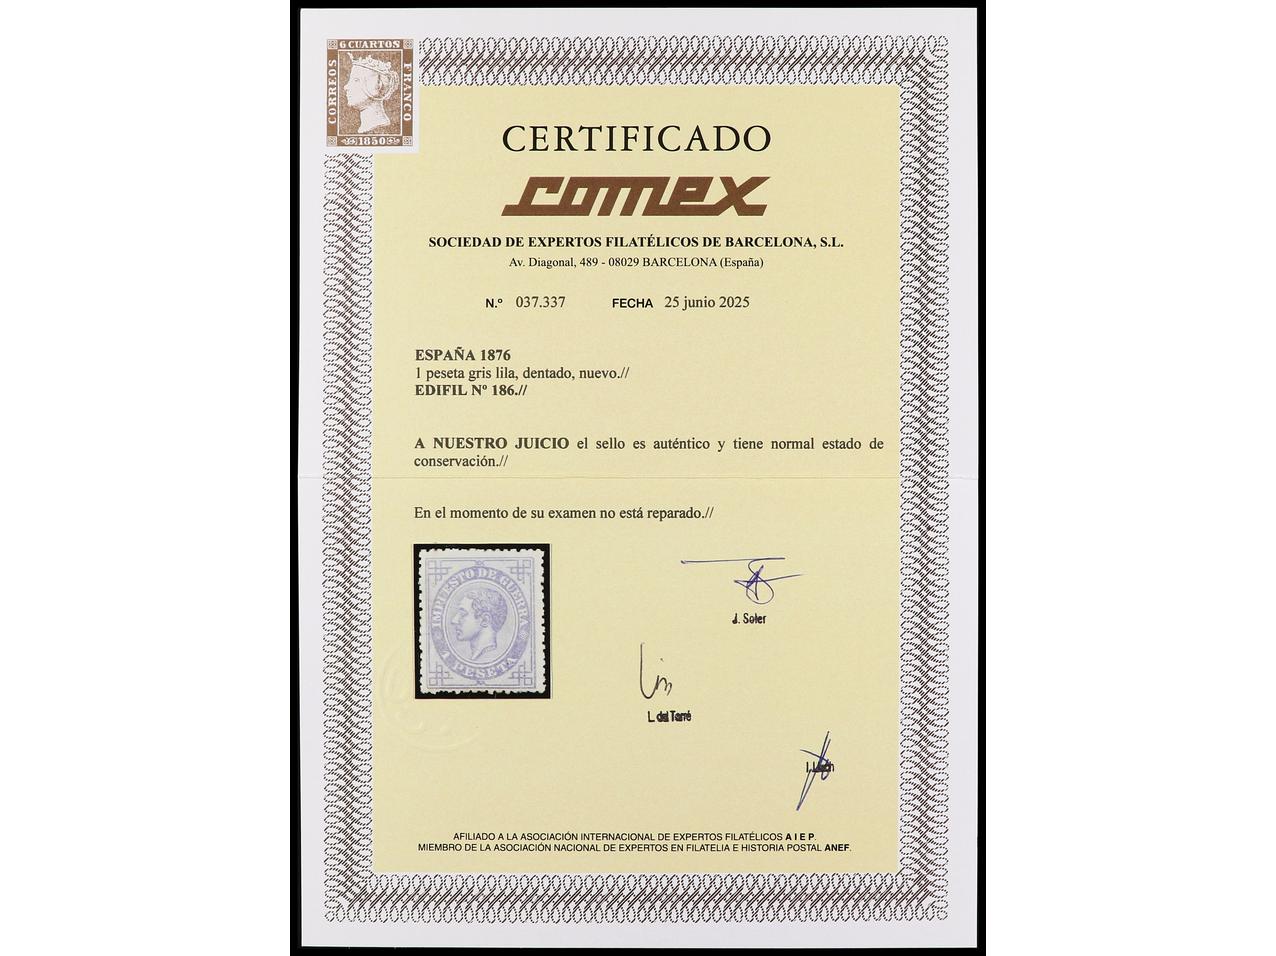 6 CUARTOS
CORREOS
FRANCO
1850
CERTIFICADO
comex
SOCIEDAD DE EXPERTOS FILATÉLICOS DE BARCELONA, S.L.
Av. Diagonal, 489 - 08029 BARCELONA (España)
N.º 037.337 FECHA 25 junio 2025
ESPAÑA 1876
1 peseta gris lila, dentado, nuevo.//
EDIFIL Nº 186.//
A NUESTRO JUICIO el sello es auténtico y tiene normal estado de
conservación.//
En el momento de su examen no está reparado.//
IMPUESTO DE GUERRA
1 PESETA
J. Soler
L. del Tarré
AFILIADO A LA ASOCIACIÓN INTERNACIONAL DE EXPERTOS FILATÉLICOS A I E P.
MIEMBRO DE LA ASOCIACIÓN NACIONAL DE EXPERTOS EN FILATELIA E HISTORIA POSTAL ANEF.